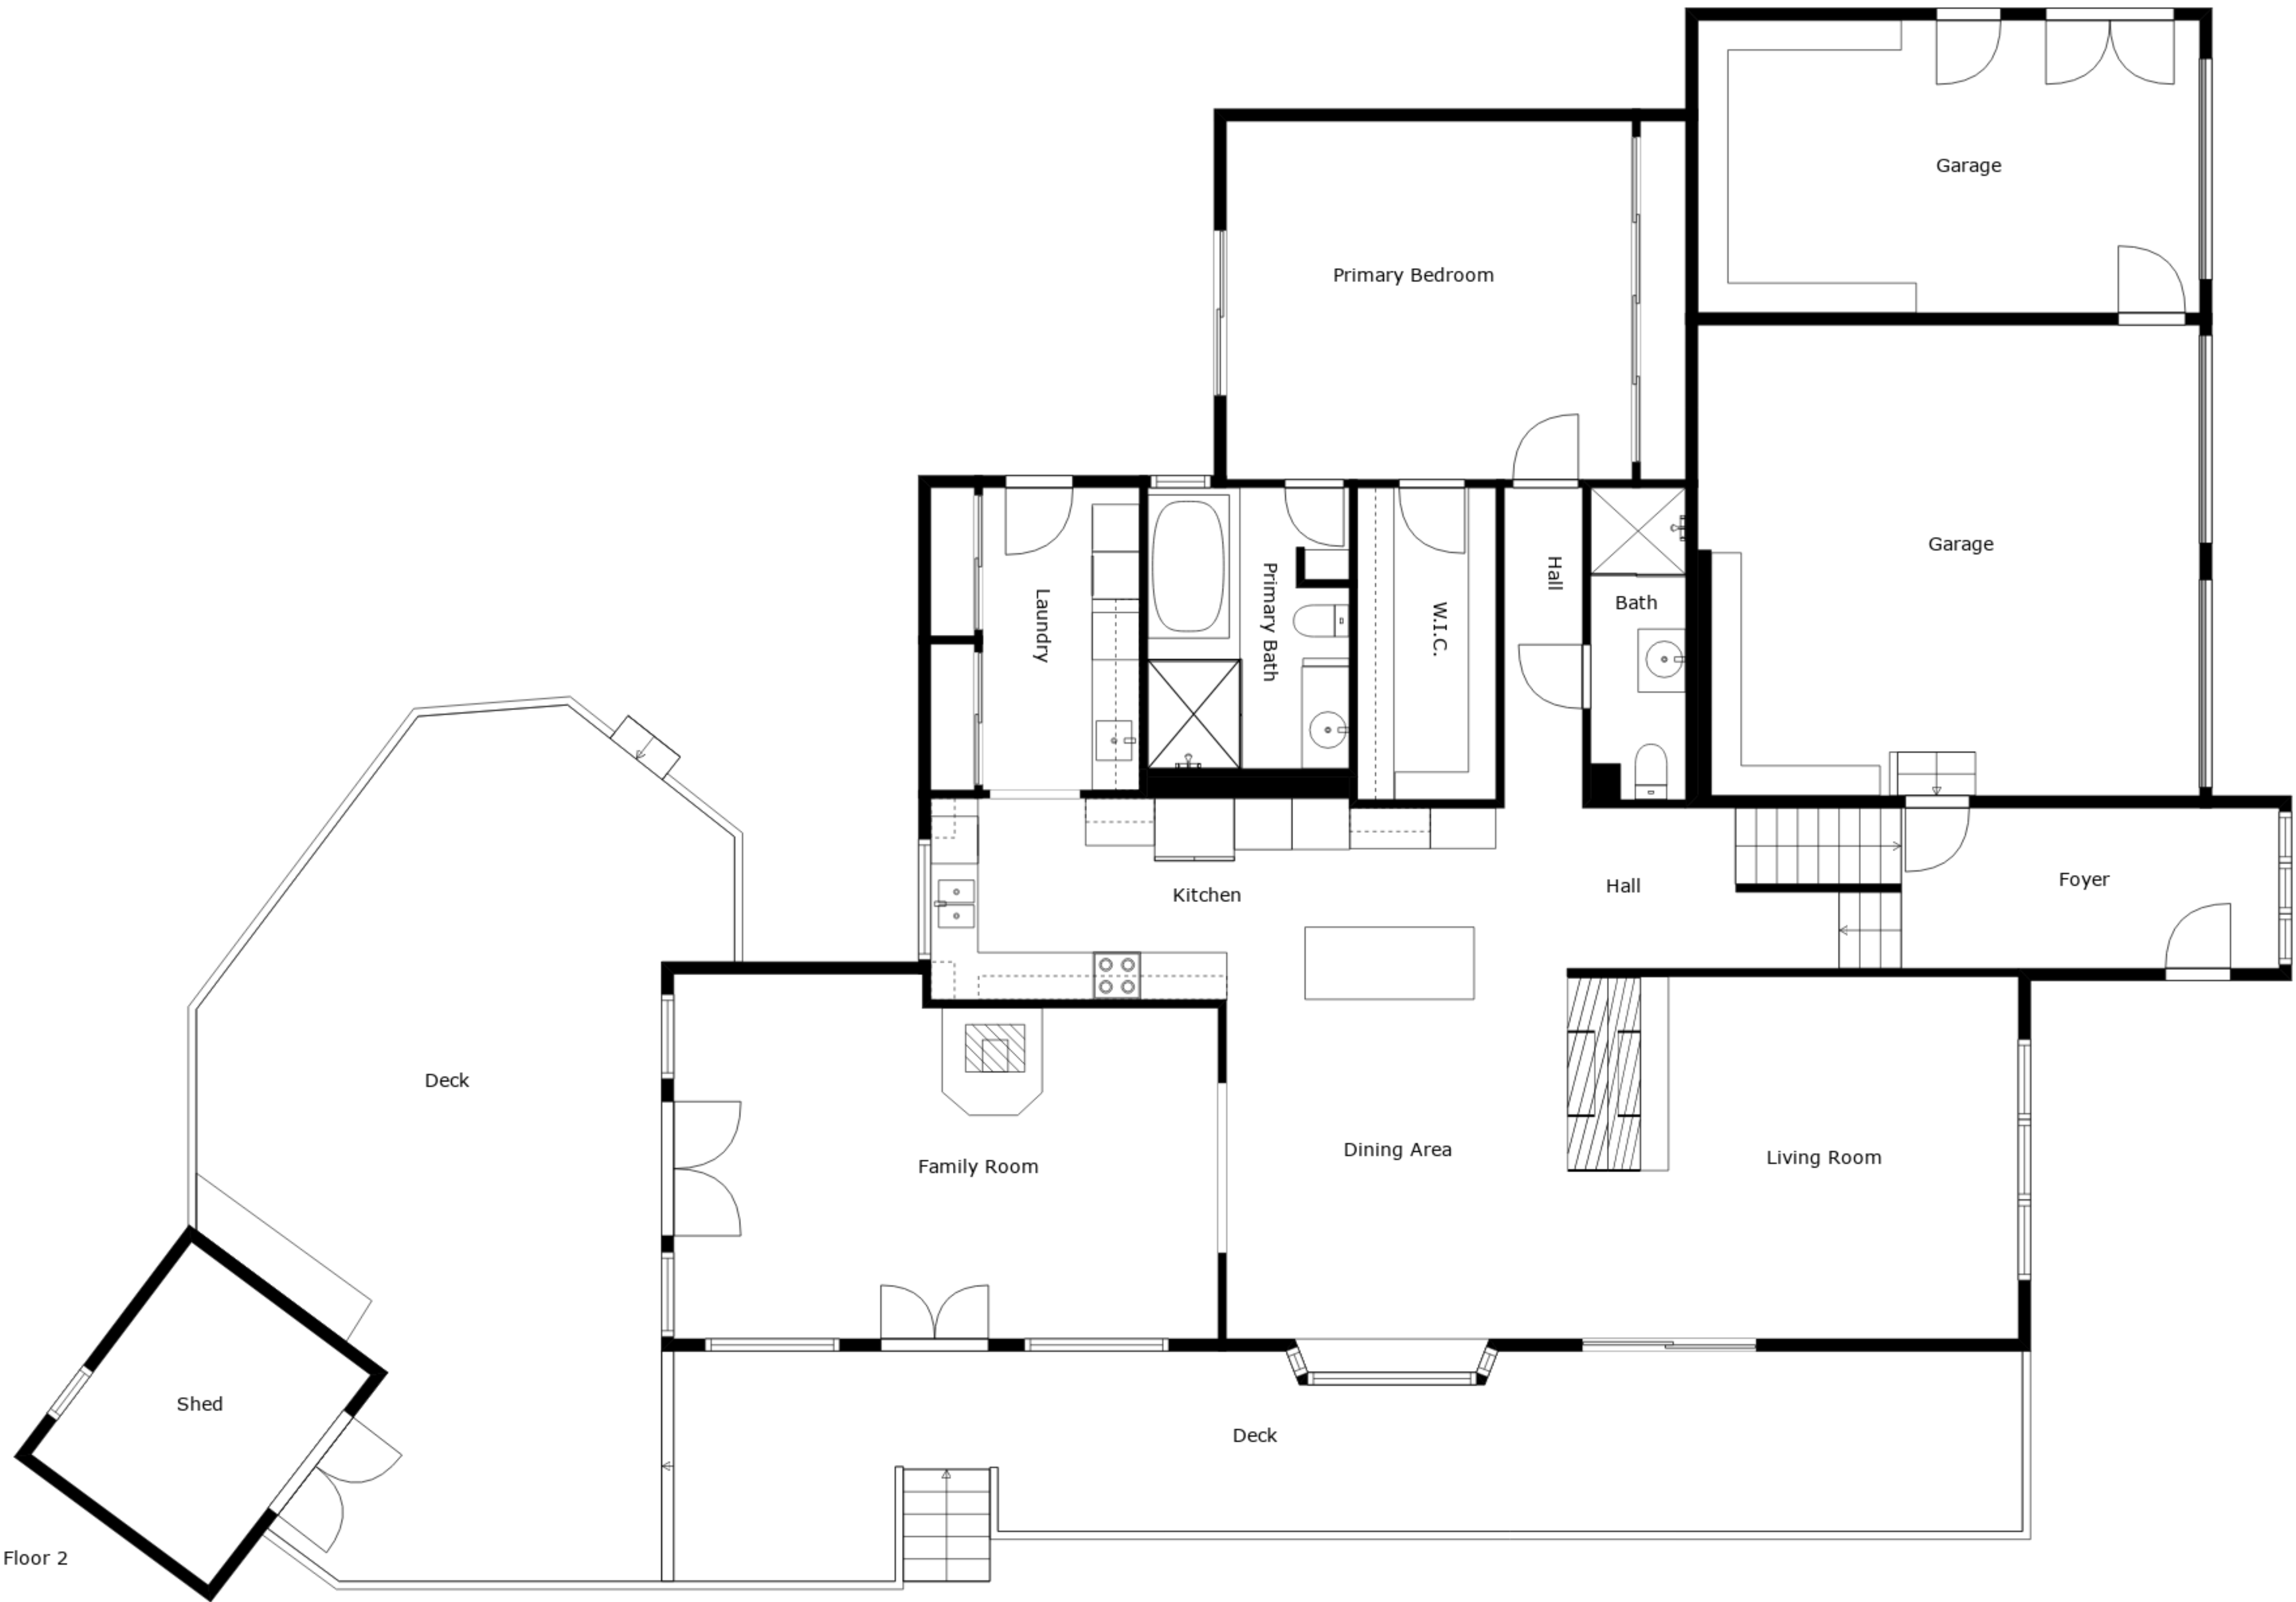 Garage
Primary Bedroom
Garage
Laundry
Primary Bath
W.I.C.
Hall
Bath
Kitchen
Hall
Foyer
Deck
Family Room
Dining Area
Living Room
Shed
Deck
Floor 2